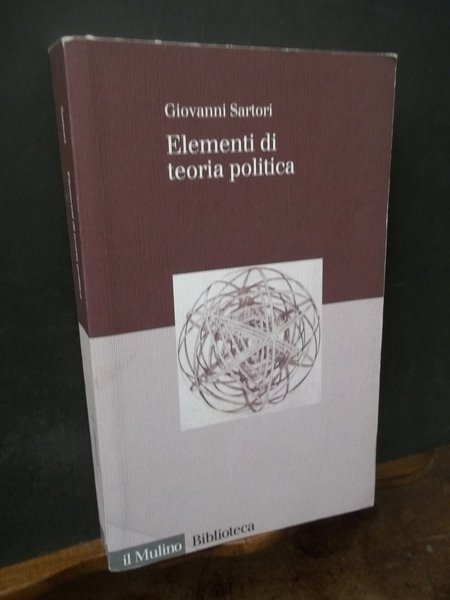 Giovanni Sartori
Elementi di
teoria politica
il Mulino Biblioteca